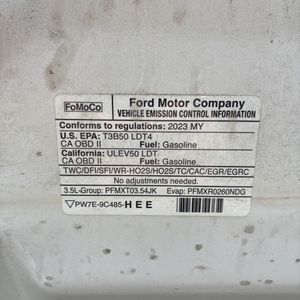 FoMoCo
Ford Motor Company
VEHICLE EMISSION CONTROL INFORMATION
Conforms to regulations: 2023 MY
U.S. EPA: T3B50 LDT4
CA OBD II Fuel: Gasoline
California: ULEV50 LDT
CA OBD II Fuel: Gasoline
TWC/DFI/SFI/WR-HO2S/HO2S/TC/CAC/EGR/EGRC
No adjustments needed.
3.5L-Group: PFMXT03.54JK Evap: PFMXR0260NDG
PW7E-9C485-HEE